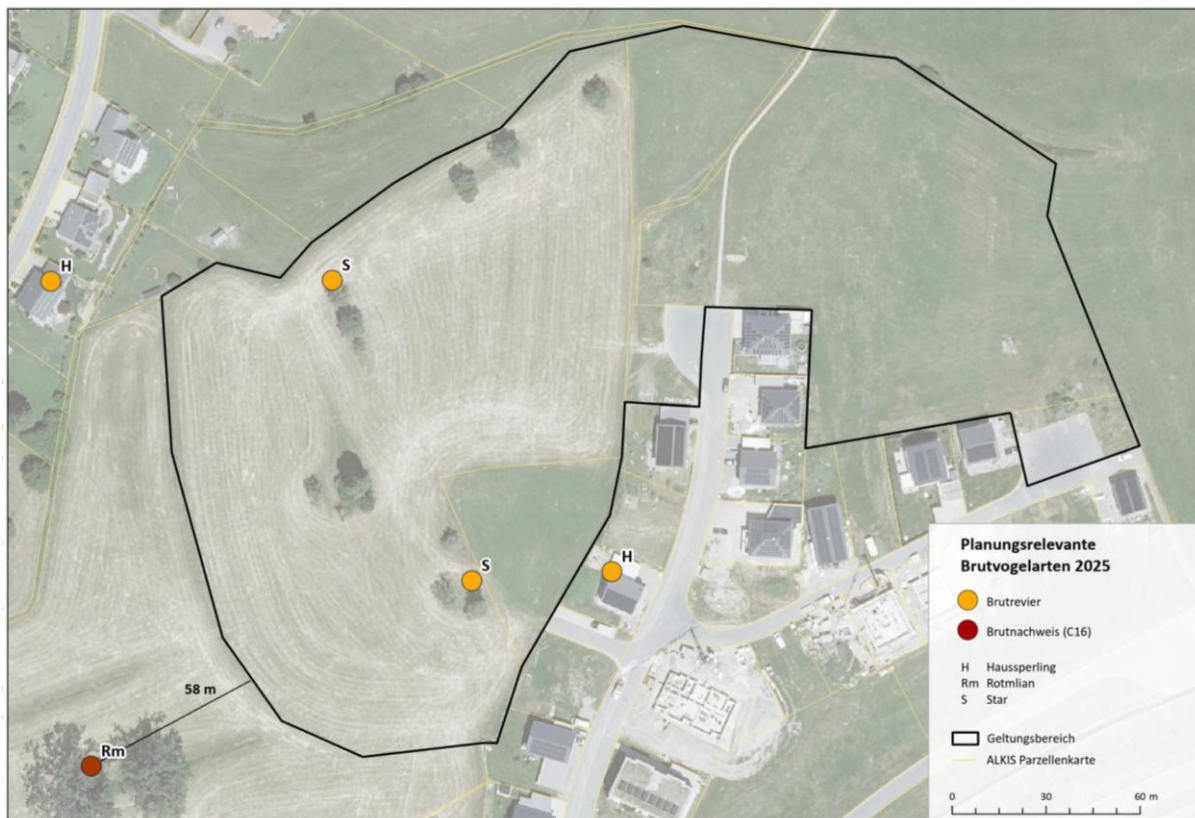 H
S
S
H
58 m
Rm
Planungsrelevante
Brutvogelarten 2025
Brutrevier
Brutnachweis (C16)
H Haussperling
Rm Rotmlian
S Star
Geltungsbereich
ALKIS Parzellenkarte
0 30 60 m